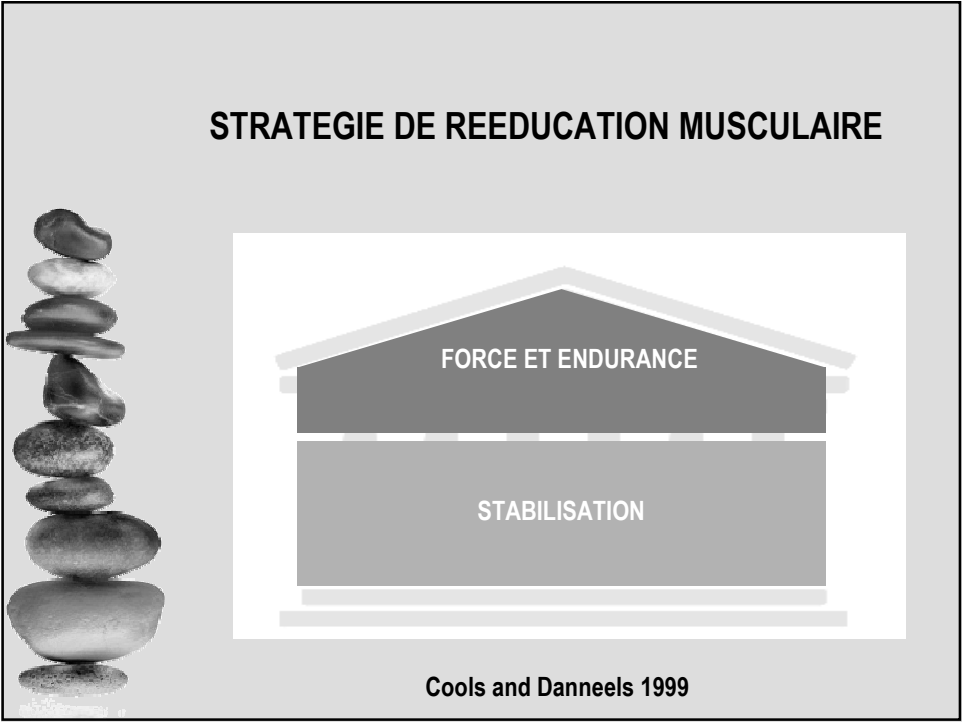 STRATEGIE DE REEDUCATION MUSCULAIRE
FORCE ET ENDURANCE
STABILISATION
Cools and Danneels 1999